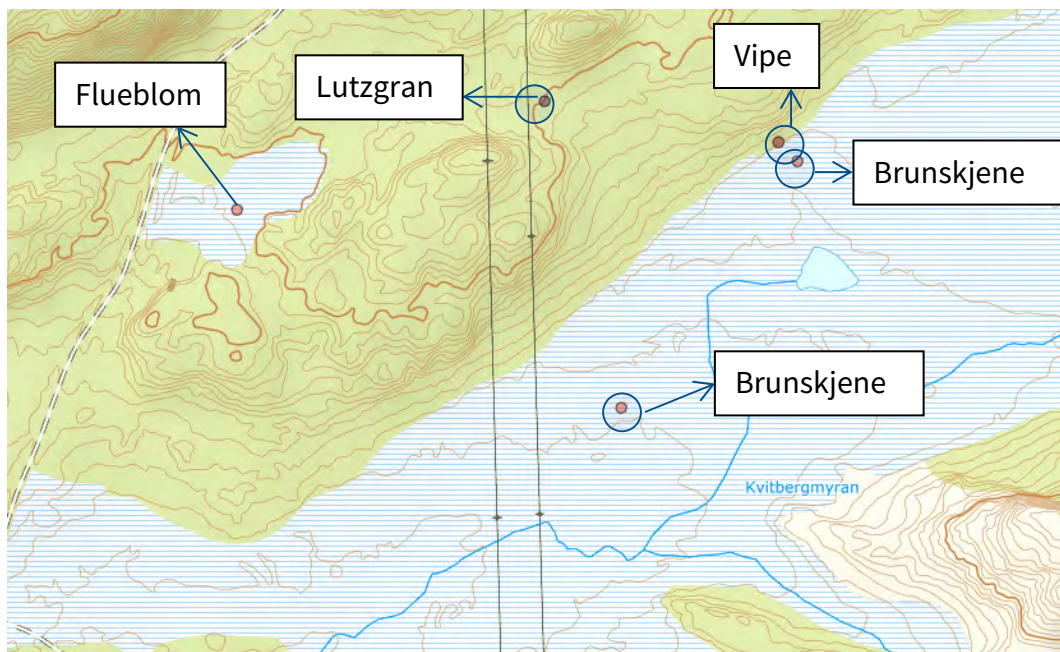 Vipe
Flueblom
Lutzgran
Brunskjene
Brunskjene
Kvitbergmyran